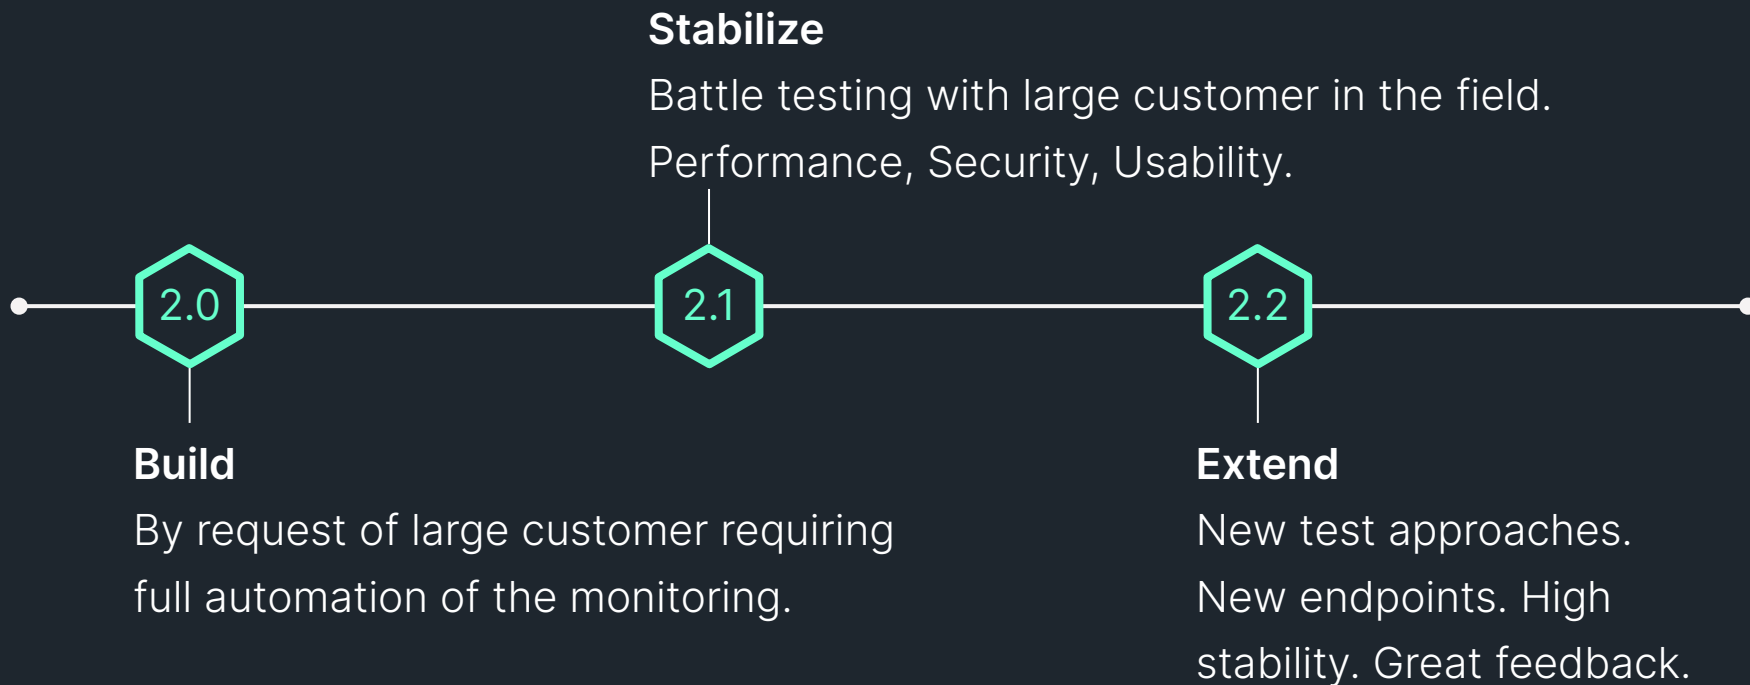 Stabilize
Battle testing with large customer in the field.
Performance, Security, Usability.
2.0
2.1
2.2
Build
By request of large customer requiring
full automation of the monitoring.
Extend
New test approaches.
New endpoints. High
stability. Great feedback.